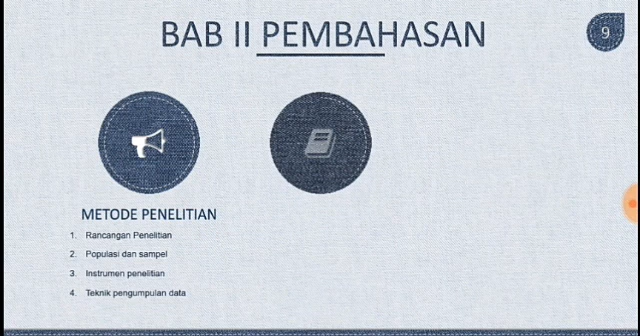 BAB II PEMBAHASAN
9
METODE PENELITIAN
1. Rancangan Penelitian
2. Populasi dan sampel
3. Instrumen penelitian
4. Teknik pengumpulan data